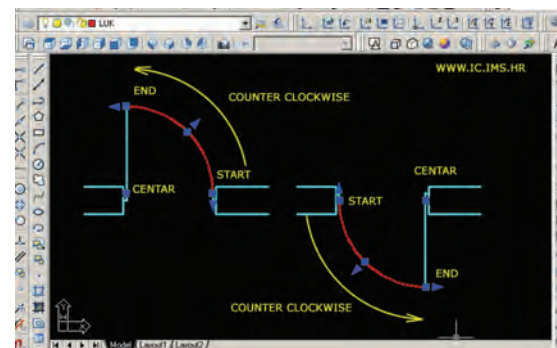 LUK
WWW.IC.IMS.HR
END
COUNTER CLOCKWISE
START
CENTAR
CENTAR
START
END
COUNTER CLOCKWISE
Y
X
Model Layout1 Layout2